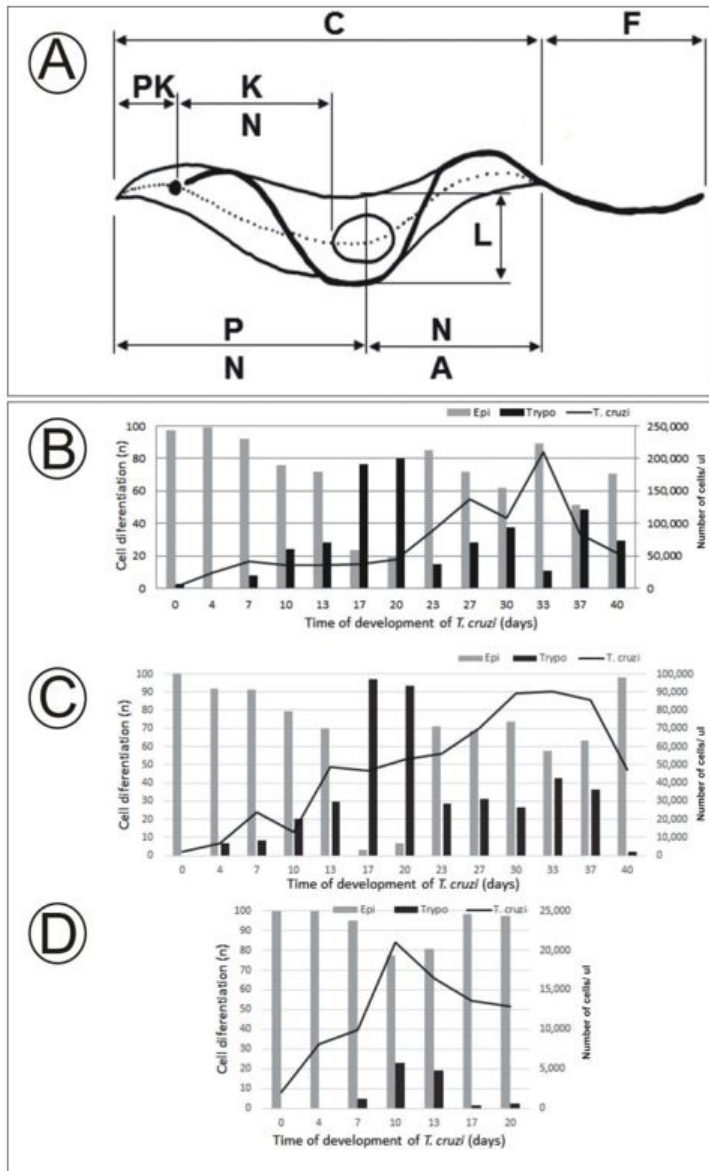 A
C
F
PK
K
N
L
P
N
N
A
B
Epi
Trypo
T. cruzi
100
80
60
40
20
0
Cell diferentiation (n)
250,000
200,000
150,000
100,000
50,000
0
Number of cells/ ul
0 4 7 10 13 17 20 23 27 30 33 37 40
Time of development of T. cruzi (days)
C
Epi
Trypo
T. cruzi
100
90
80
70
60
50
40
30
20
10
0
Cell diferentiation (n)
100,000
90,000
80,000
70,000
60,000
50,000
40,000
30,000
20,000
10,000
0
Number of cells/ ul
0 4 7 10 13 17 20 23 27 30 33 37 40
Time of development of T. cruzi (days)
D
Epi
Trypo
T. cruzi
100
90
80
70
60
50
40
30
20
10
0
Cell diferentiation (n)
25,000
20,000
15,000
10,000
5,000
0
Number of cells/ ul
0 4 7 10 13 17 20
Time of development of T. cruzi (days)